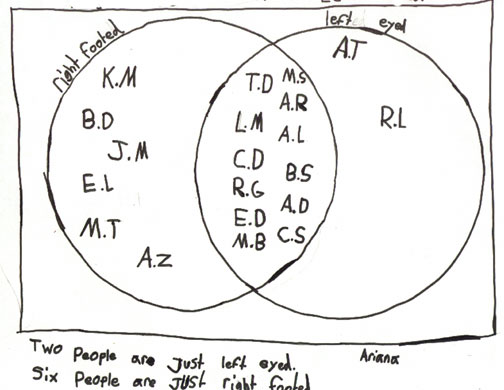 right footed
left eyed
K.M
B.D
J.M
E.L
M.T
A.Z
T.D M.S
A.R
L.M
A.L
C.D
B.S
R.G
A.D
E.D
C.S
M.B
A.T
R.L
Two people are just left eyed.
Ariana
Six people are just right footed